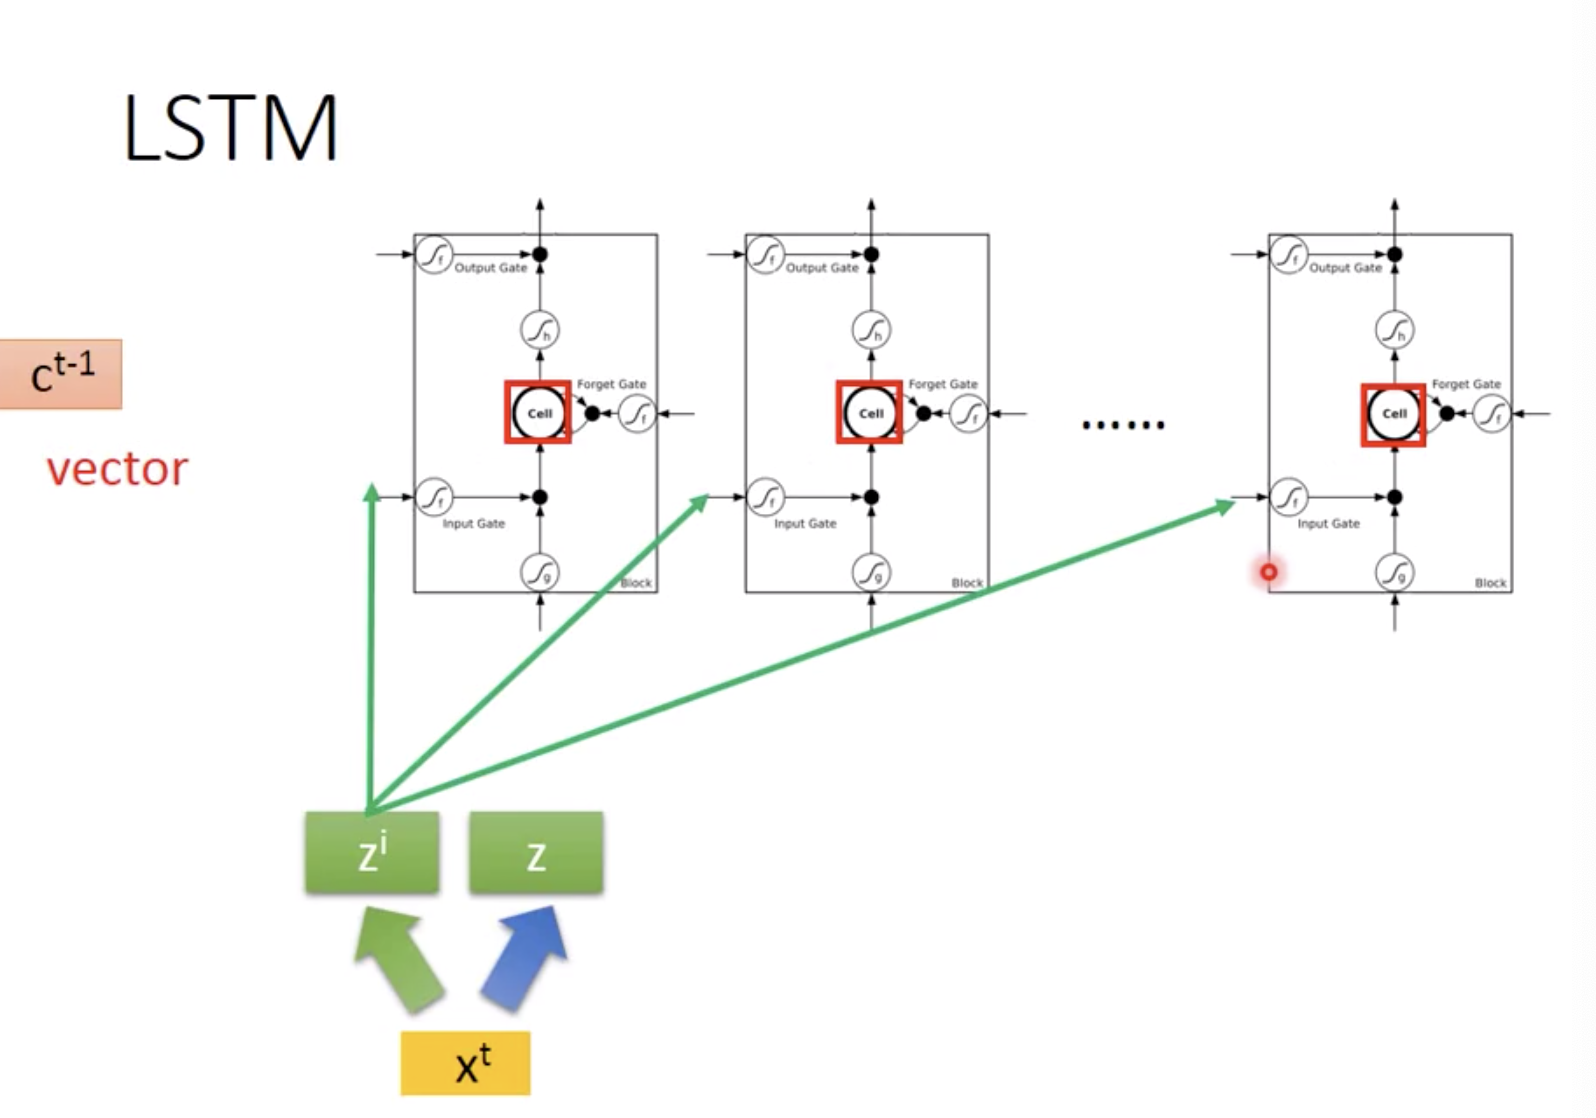 LSTM
f
Output Gate
h
Forget Gate
Cell
f
f
Input Gate
g
Block
f
Output Gate
h
Forget Gate
Cell
f
f
Input Gate
g
Block
......
f
Output Gate
h
Forget Gate
Cell
f
f
Input Gate
g
Block
c^t-1
vector
z^i
z
x^t